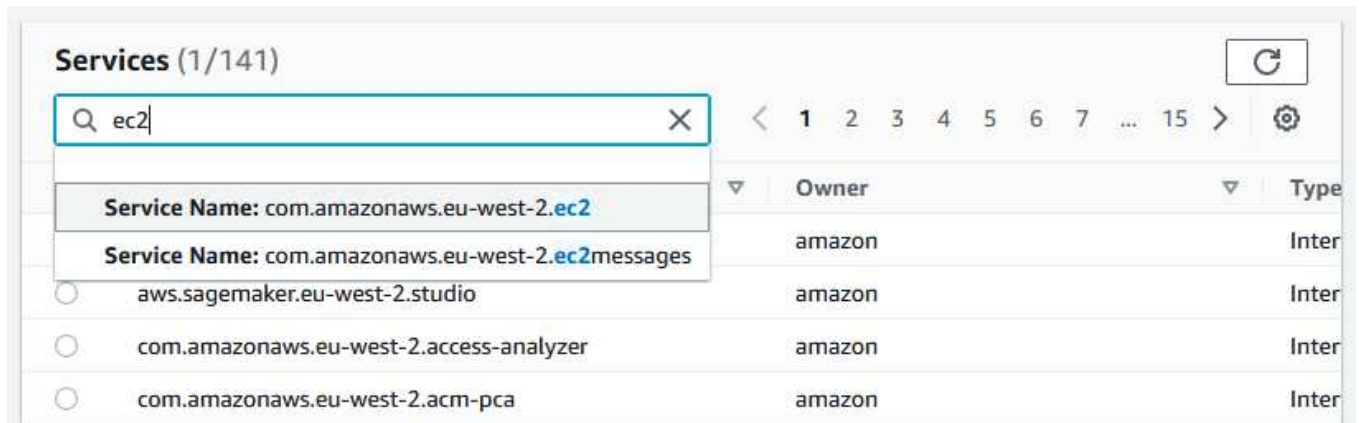 Services (1/141)
ec2
1 2 3 4 5 6 7 ... 15
Service Name: com.amazonaws.eu-west-2.ec2
Service Name: com.amazonaws.eu-west-2.ec2messages
Owner Type
amazon Inter
aws.sagemaker.eu-west-2.studio amazon Inter
com.amazonaws.eu-west-2.access-analyzer amazon Inter
com.amazonaws.eu-west-2.acm-pca amazon Inter